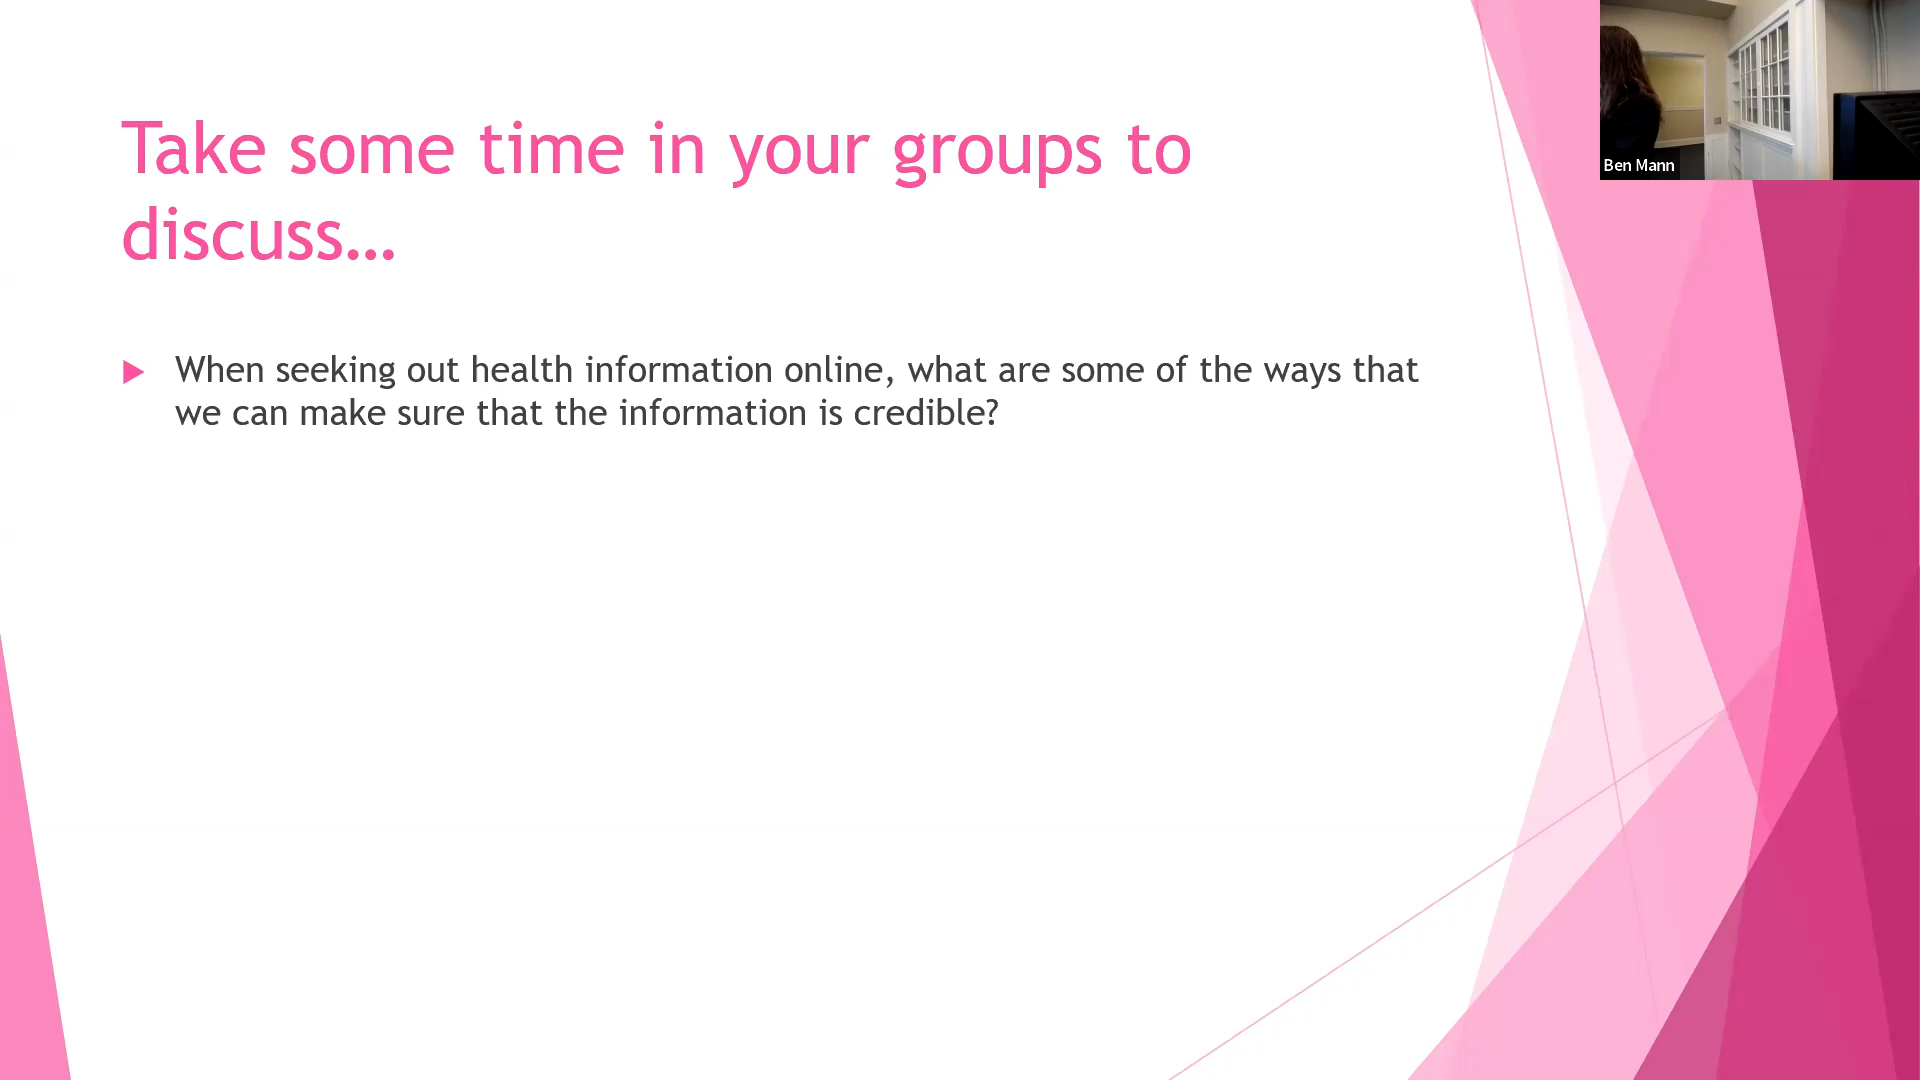 Take some time in your groups to
discuss…
When seeking out health information online, what are some of the ways that
we can make sure that the information is credible?
Ben Mann